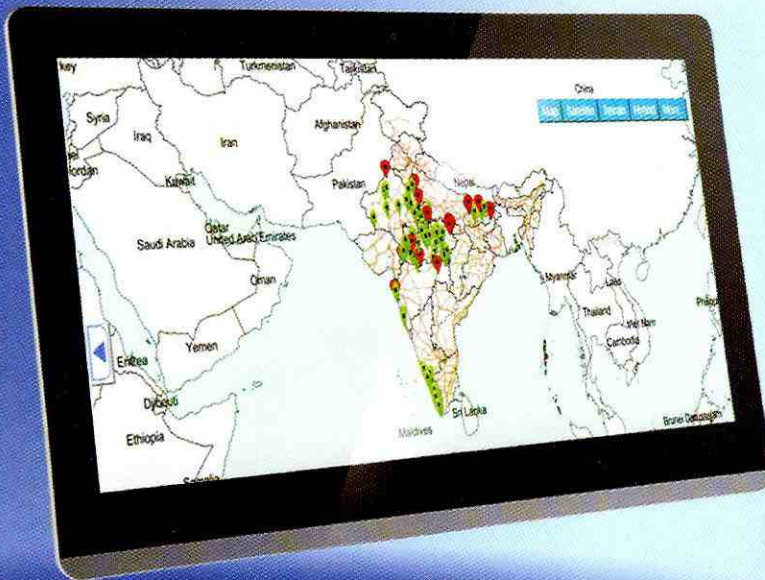 key
Turkmenistan
Tajikistan
China
Map Satellite Terrain Hybrid More
Syria
Iraq
Iran
Afghanistan
Jordan
Kuwait
Pakistan
Nepal
Qatar
United Arab Emirates
Saudi Arabia
Oman
Myanmar
Laos
Thailand
Viet Nam
Cambodia
Philipp
Yemen
Eritrea
Djibouti
Sri Lanka
Maldives
Brunei Darussalam
Ethiopia
Somalia